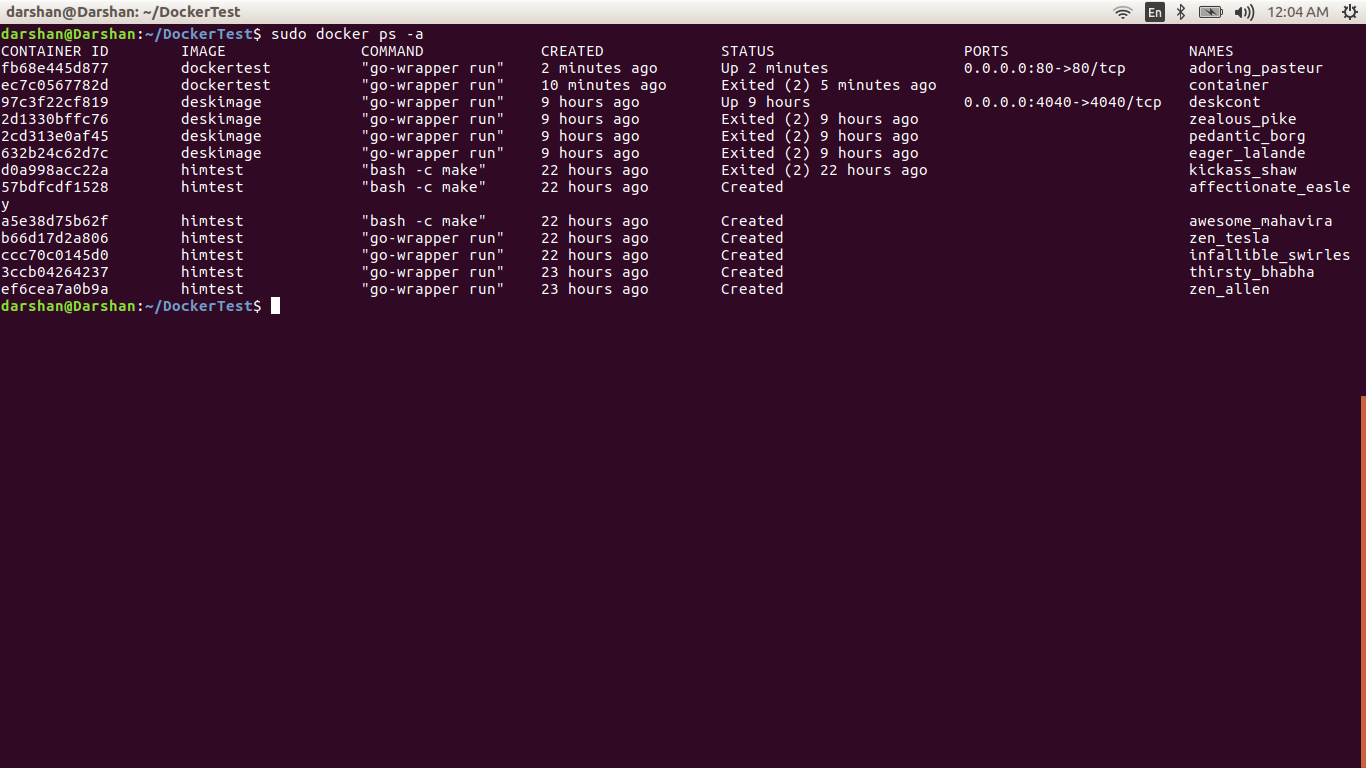 darshan@Darshan: ~/DockerTest En 12:04 AM
darshan@Darshan:~/DockerTest$ sudo docker ps -a
CONTAINER ID        IMAGE               COMMAND             CREATED             STATUS                     PORTS                    NAMES
fb68e445d877        dockertest          "go-wrapper run"    2 minutes ago       Up 2 minutes               0.0.0.0:80->80/tcp       adoring_pasteur
ec7c0567782d        dockertest          "go-wrapper run"    10 minutes ago      Exited (2) 5 minutes ago                            container
97c3f22cf819        deskimage           "go-wrapper run"    9 hours ago         Up 9 hours                 0.0.0.0:4040->4040/tcp   deskcont
2d1330bffc76        deskimage           "go-wrapper run"    9 hours ago         Exited (2) 9 hours ago                              zealous_pike
2cd313e0af45        deskimage           "go-wrapper run"    9 hours ago         Exited (2) 9 hours ago                              pedantic_borg
632b24c62d7c        deskimage           "go-wrapper run"    9 hours ago         Exited (2) 9 hours ago                              eager_lalande
d0a998acc22a        himtest             "bash -c make"      22 hours ago        Exited (2) 22 hours ago                             kickass_shaw
57bdfcdf1528        himtest             "bash -c make"      22 hours ago        Created                                             affectionate_easle
y
a5e38d75b62f        himtest             "bash -c make"      22 hours ago        Created                                             awesome_mahavira
b66d17d2a806        himtest             "go-wrapper run"    22 hours ago        Created                                             zen_tesla
ccc70c0145d0        himtest             "go-wrapper run"    22 hours ago        Created                                             infallible_swirles
3ccb04264237        himtest             "go-wrapper run"    23 hours ago        Created                                             thirsty_bhabha
ef6cea7a0b9a        himtest             "go-wrapper run"    23 hours ago        Created                                             zen_allen
darshan@Darshan:~/DockerTest$